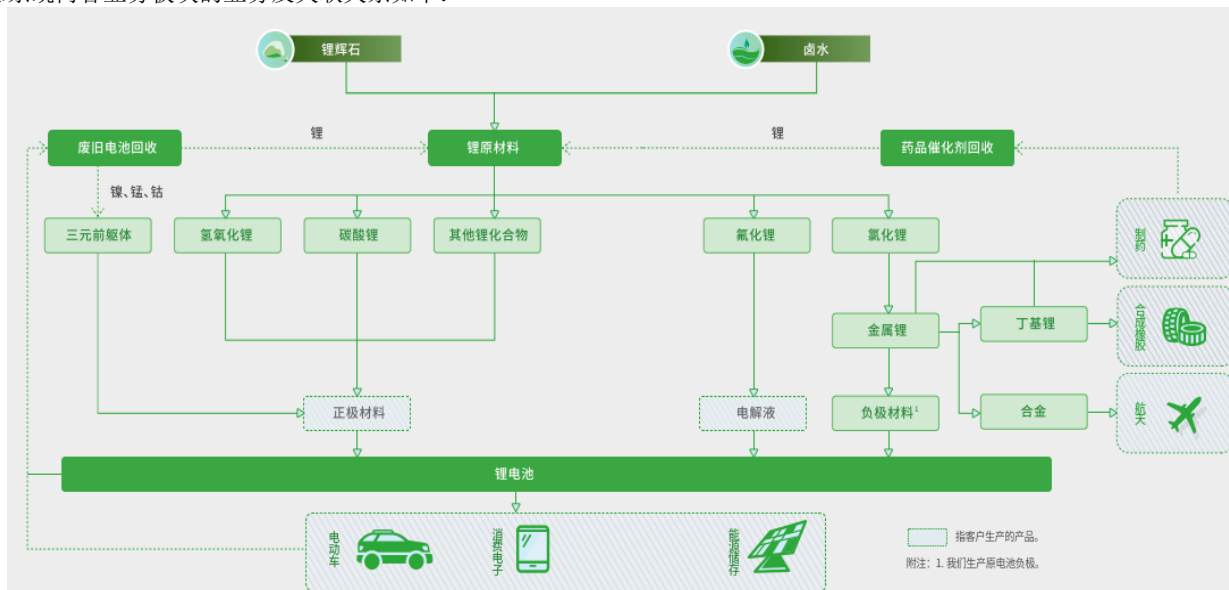 锂辉石
卤水
废旧电池回收
锂
锂原材料
锂
药品催化剂回收
镍、锰、钴
三元前躯体
氢氧化锂
碳酸锂
其他锂化合物
氟化锂
氯化锂
制药
金属锂
丁基锂
合成橡胶
正极材料
电解液
负极材料¹
合金
航天
锂电池
电动车
消费电子
能源储存
指客户生产的产品。
附注：1. 我们生产原电池负极。